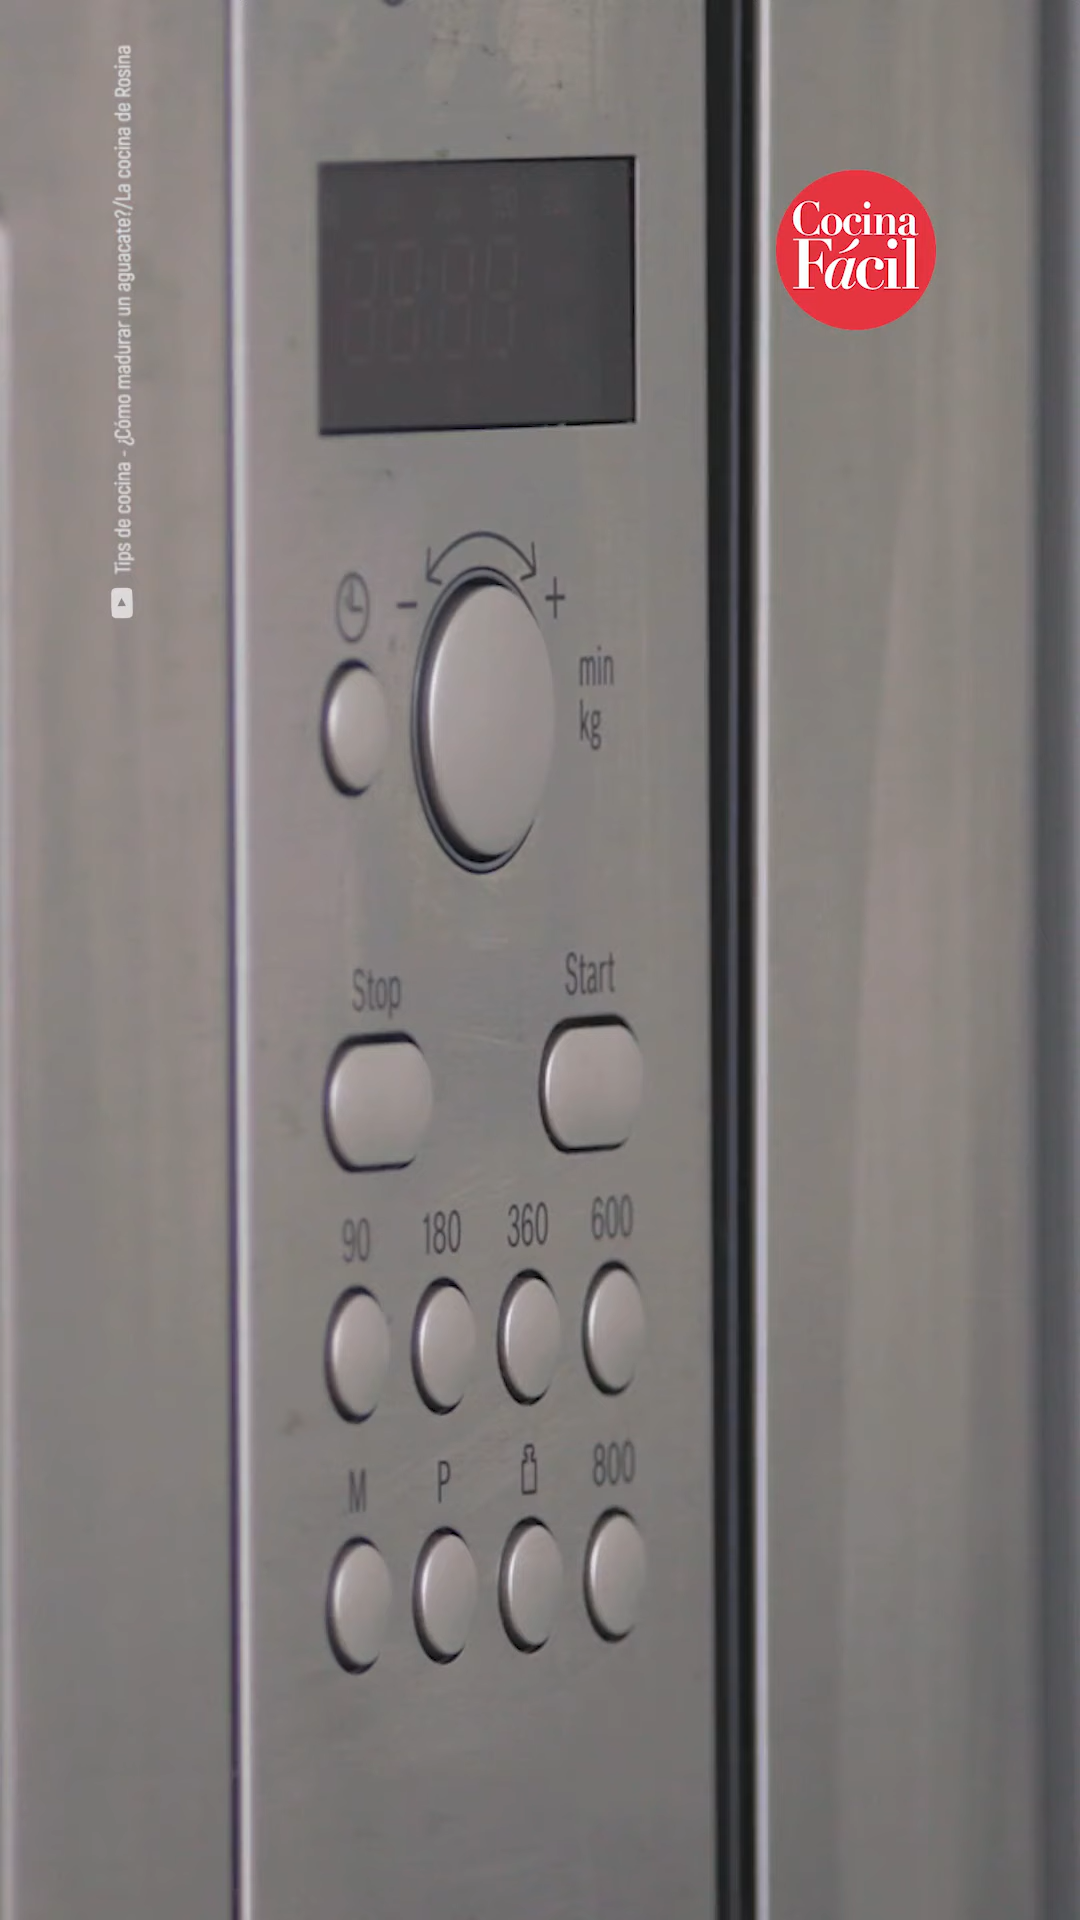 Tips de cocina - ¿Cómo madurar un aguacate?/La cocina de Rosina
Cocina
Fácil
- +
min
kg
Stop Start
90 180 360 600
M P 800